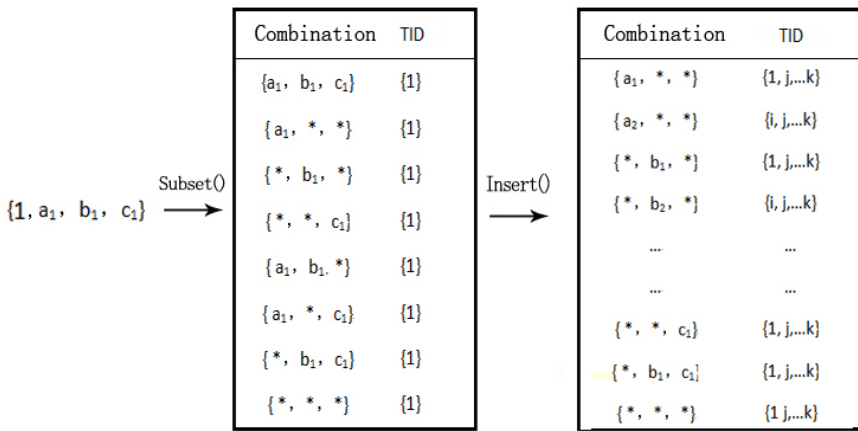 Combination TID
{a₁, b₁, c₁} {1}
{a₁, *, *} {1}
{*, b₁, *} {1}
{*, *, c₁] {1}
{a₁, b₁. *} {1}
{a₁, *, c₁} {1}
{*, b₁, c₁} {1}
{*, *, *} {1}
{1, a₁, b₁, c₁}
Subset()
Insert()
Combination TID
{a₁, *, *} {1, j,...k}
{a₂, *, *} {i, j,...k}
{*, b₁, *} {1, j,...k}
{*, b₂, *} {i, j,...k}
... ...
... ...
{*, *, c₁} {1, j,...k}
{*, b₁, c₁] {1, j,...k}
{*, *, *} {1 j,...k}